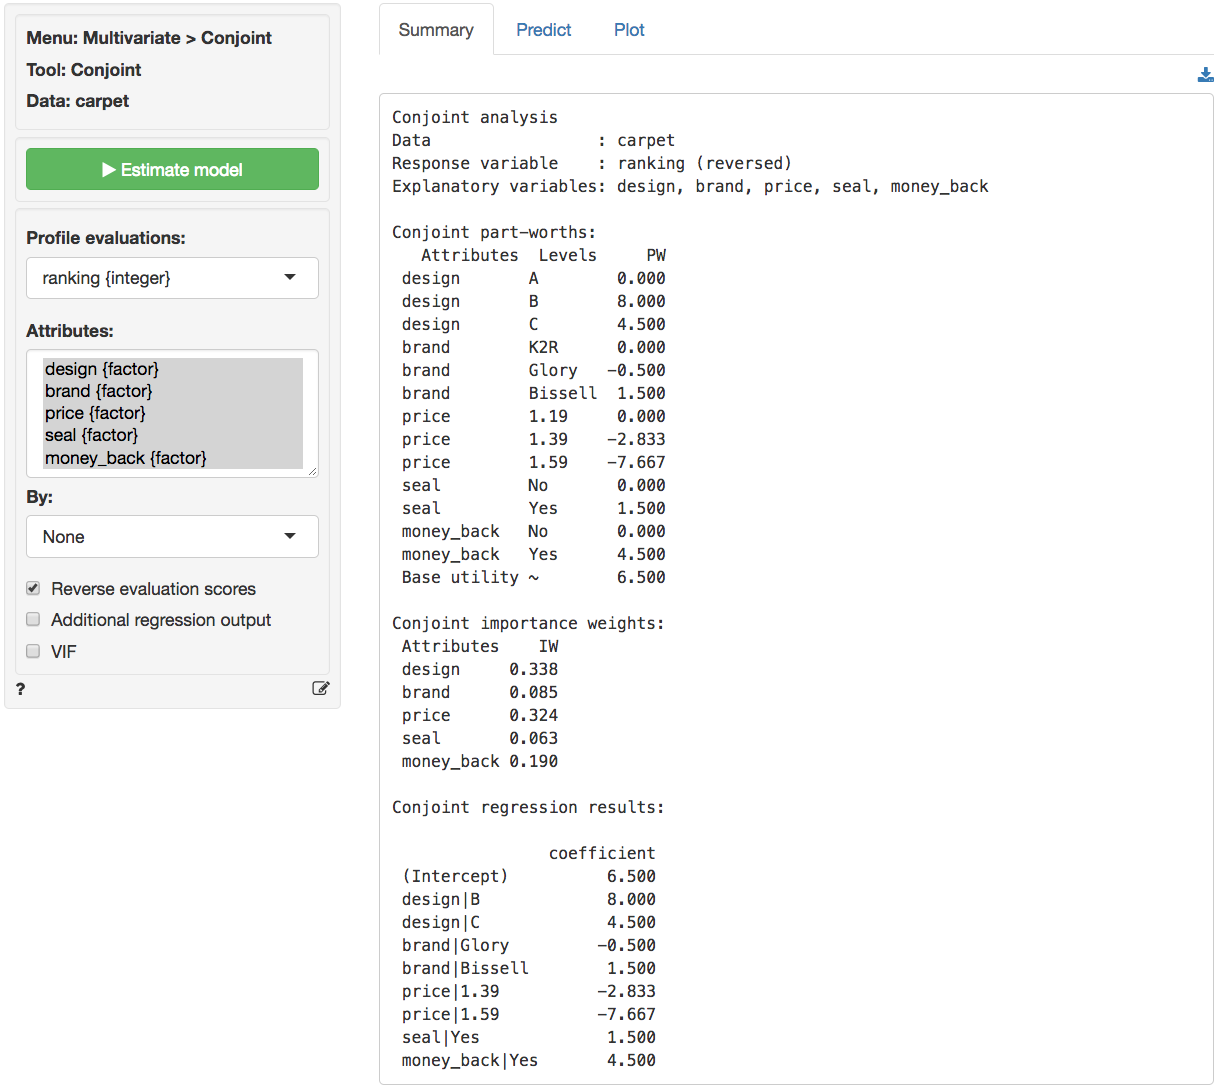 Menu: Multivariate > Conjoint
Tool: Conjoint
Data: carpet
Estimate model
Profile evaluations:
ranking {integer}
Attributes:
design {factor}
brand {factor}
price {factor}
seal {factor}
money_back {factor}
By:
None
Reverse evaluation scores
Additional regression output
VIF
?
Summary Predict Plot
Conjoint analysis
Data : carpet
Response variable : ranking (reversed)
Explanatory variables: design, brand, price, seal, money_back
Conjoint part-worths:
Attributes Levels PW
design A 0.000
design B 8.000
design C 4.500
brand K2R 0.000
brand Glory -0.500
brand Bissell 1.500
price 1.19 0.000
price 1.39 -2.833
price 1.59 -7.667
seal No 0.000
seal Yes 1.500
money_back No 0.000
money_back Yes 4.500
Base utility ~ 6.500
Conjoint importance weights:
Attributes IW
design 0.338
brand 0.085
price 0.324
seal 0.063
money_back 0.190
Conjoint regression results:
coefficient
(Intercept) 6.500
design|B 8.000
design|C 4.500
brand|Glory -0.500
brand|Bissell 1.500
price|1.39 -2.833
price|1.59 -7.667
seal|Yes 1.500
money_back|Yes 4.500